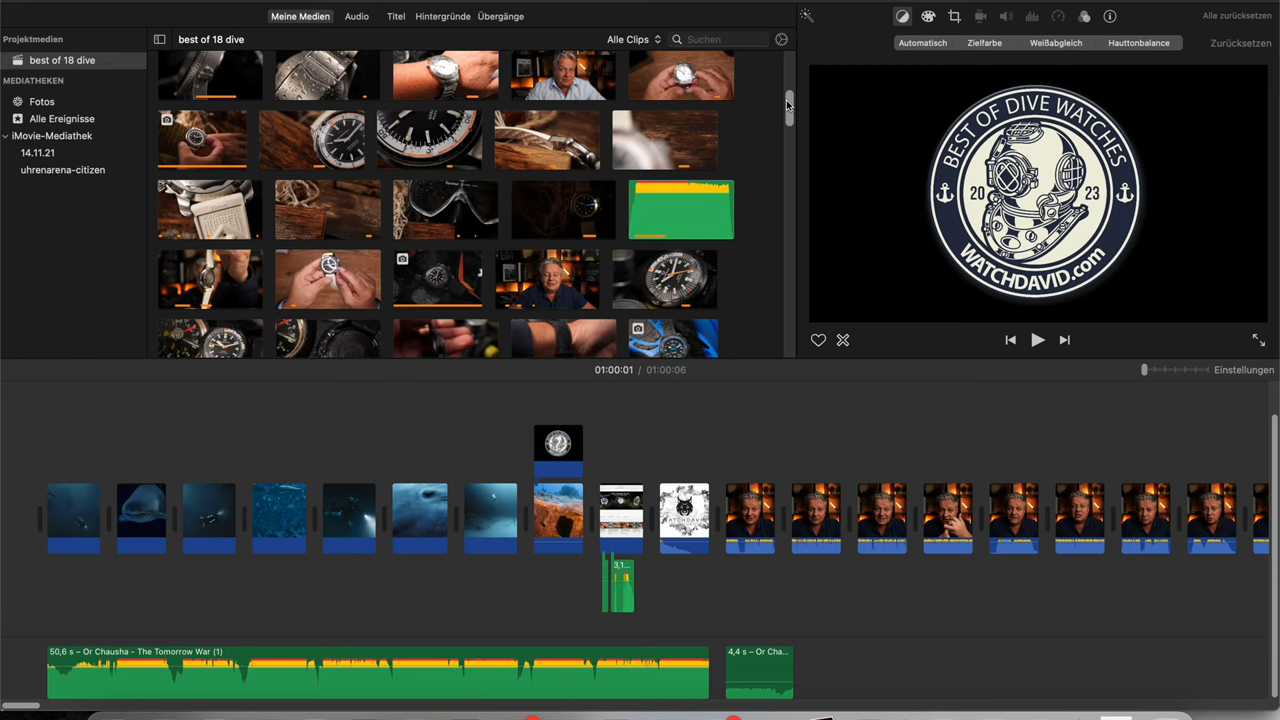 Meine Medien Audio Titel Hintergründe Übergänge
Alle zurücksetzen
Projektmedien
best of 18 dive
Alle Clips
Suchen
best of 18 dive
MEDIATHEKEN
Fotos
Alle Ereignisse
iMovie-Mediathek
14.11.21
uhrenarena-citizen
Automatisch Zielfarbe Weißabgleich Hauttonbalance Zurücksetzen
BEST OF DIVE WATCHES
20 23
WATCHDAVID.com
01:00:01 / 01:00:06
Einstellungen
WATCHDAVID
3,1...
50,6 s – Or Chausha - The Tomorrow War (1)
4,4 s – Or Cha...